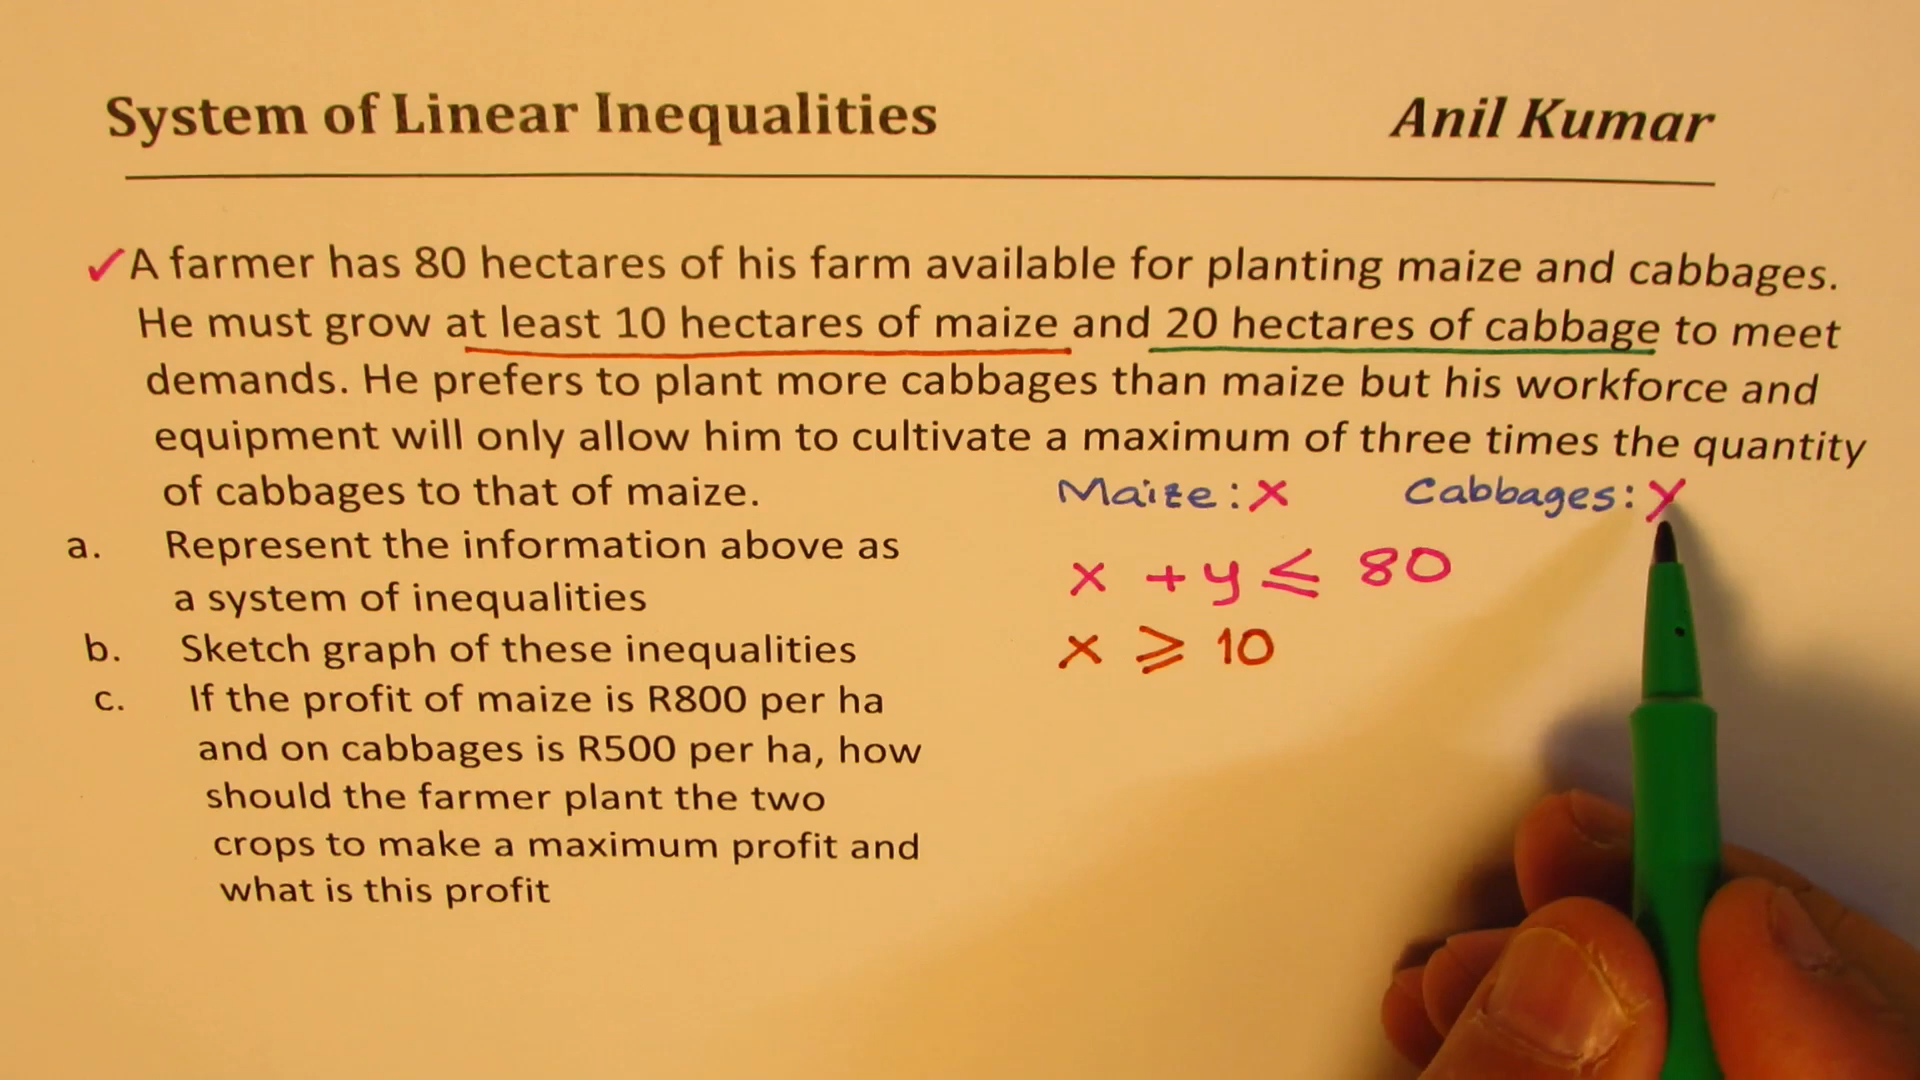 System of Linear Inequalities Anil Kumar
✓ A farmer has 80 hectares of his farm available for planting maize and cabbages.
He must grow at least 10 hectares of maize and 20 hectares of cabbage to meet
demands. He prefers to plant more cabbages than maize but his workforce and
equipment will only allow him to cultivate a maximum of three times the quantity
of cabbages to that of maize.
Maize: x Cabbages: y
a. Represent the information above as
a system of inequalities
x + y ≤ 80
b. Sketch graph of these inequalities
x ≥ 10
c. If the profit of maize is R800 per ha
and on cabbages is R500 per ha, how
should the farmer plant the two
crops to make a maximum profit and
what is this profit